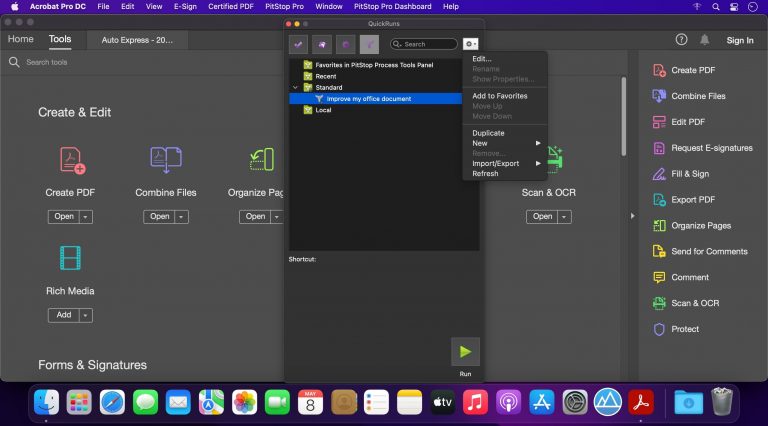 Acrobat Pro DC File Edit View E-Sign Certified PDF PitStop Pro Window PitStop Pro Dashboard Help
QuickRuns
Home Tools Auto Express - 20... Sign In
Search tools
Search
Favorites in PitStop Process Tools Panel
Recent
Standard
Improve my office document
Local
Edit...
Rename
Show Properties...
Add to Favorites
Move Up
Move Down
Duplicate
New
Remove...
Import/Export
Refresh
Create & Edit
Create PDF Combine Files Organize Pages Scan & OCR
Open Open Open Open
Rich Media
Add
Forms & Signatures
Shortcut:
Run
Create PDF
Combine Files
Edit PDF
Request E-signatures
Fill & Sign
Export PDF
Organize Pages
Send for Comments
Comment
Scan & OCR
Protect
MAY
8
tv